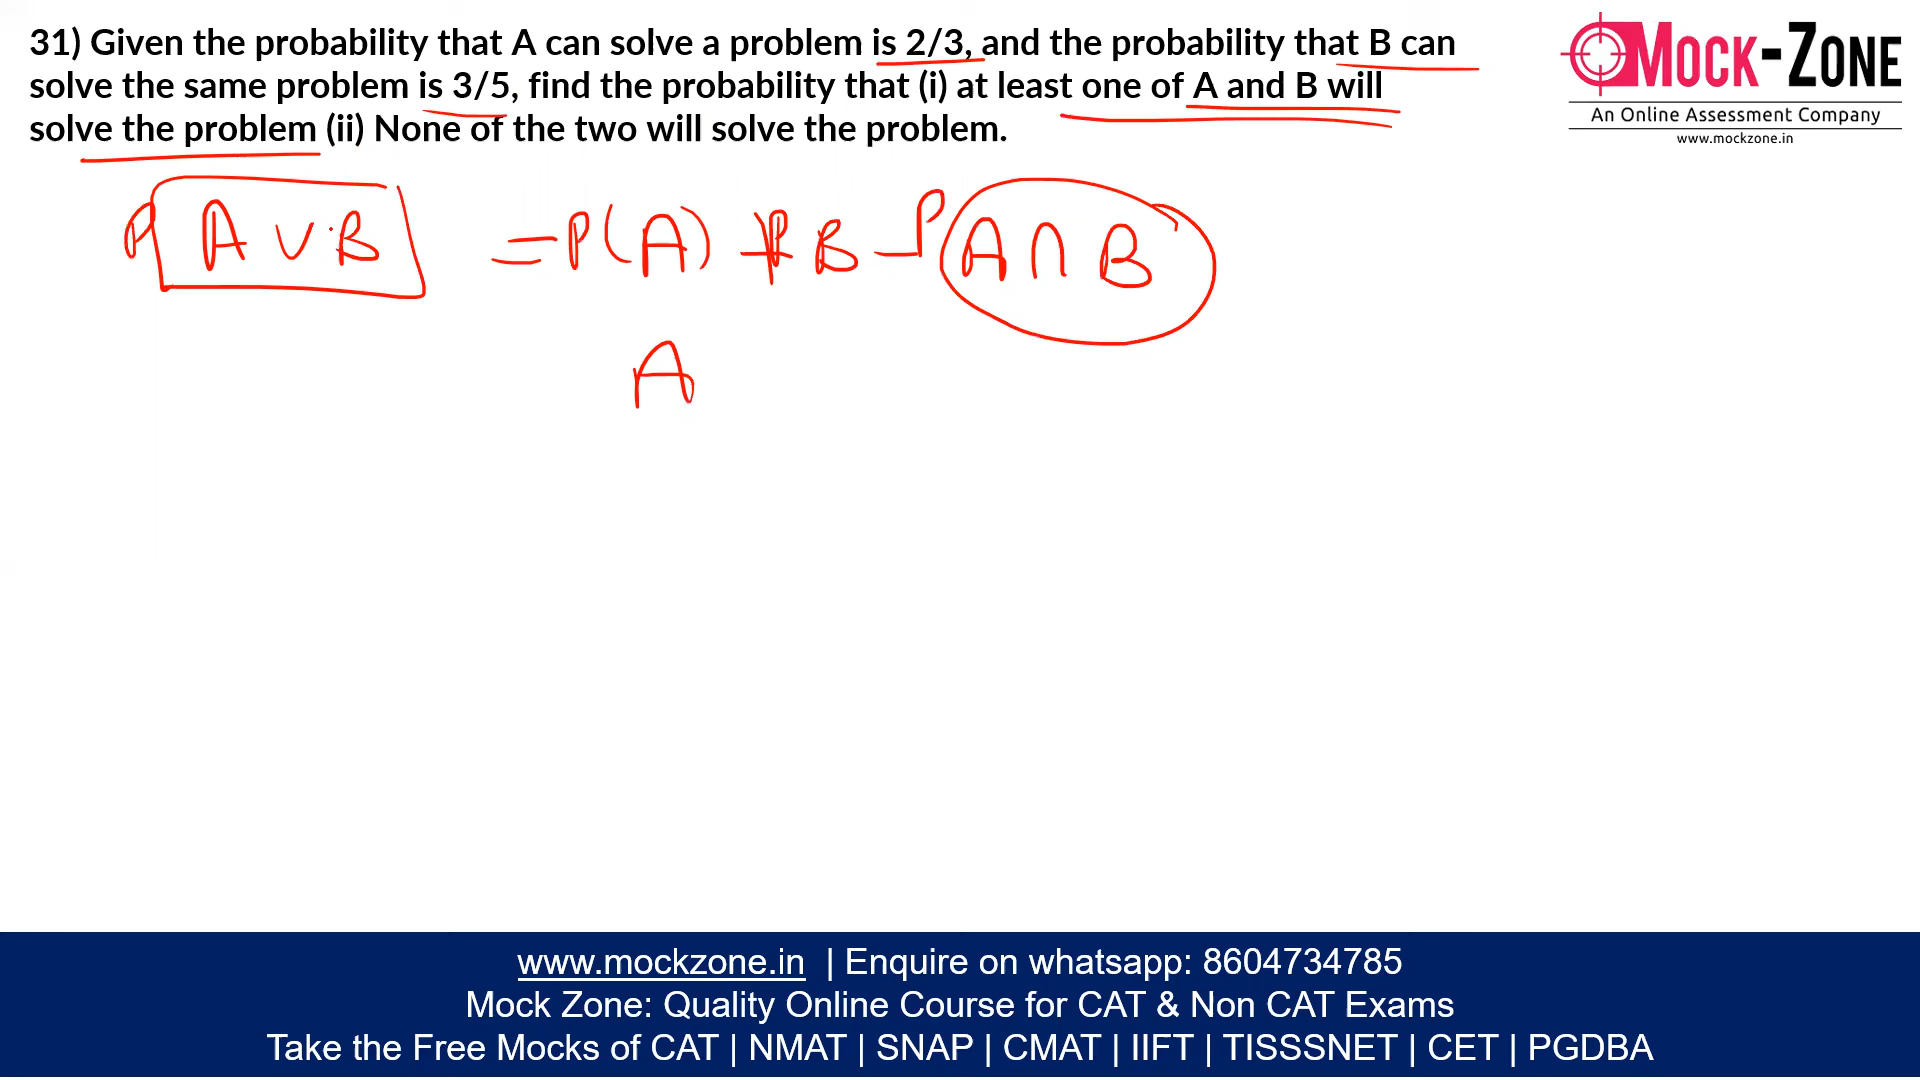 31) Given the probability that A can solve a problem is 2/3, and the probability that B can
solve the same problem is 3/5, find the probability that (i) at least one of A and B will
solve the problem (ii) None of the two will solve the problem.
MOCK-ZONE
An Online Assessment Company
www.mockzone.in
P A ∪ B = P(A) + P B - P A ∩ B
A
www.mockzone.in | Enquire on whatsapp: 8604734785
Mock Zone: Quality Online Course for CAT & Non CAT Exams
Take the Free Mocks of CAT | NMAT | SNAP | CMAT | IIFT | TISSSNET | CET | PGDBA